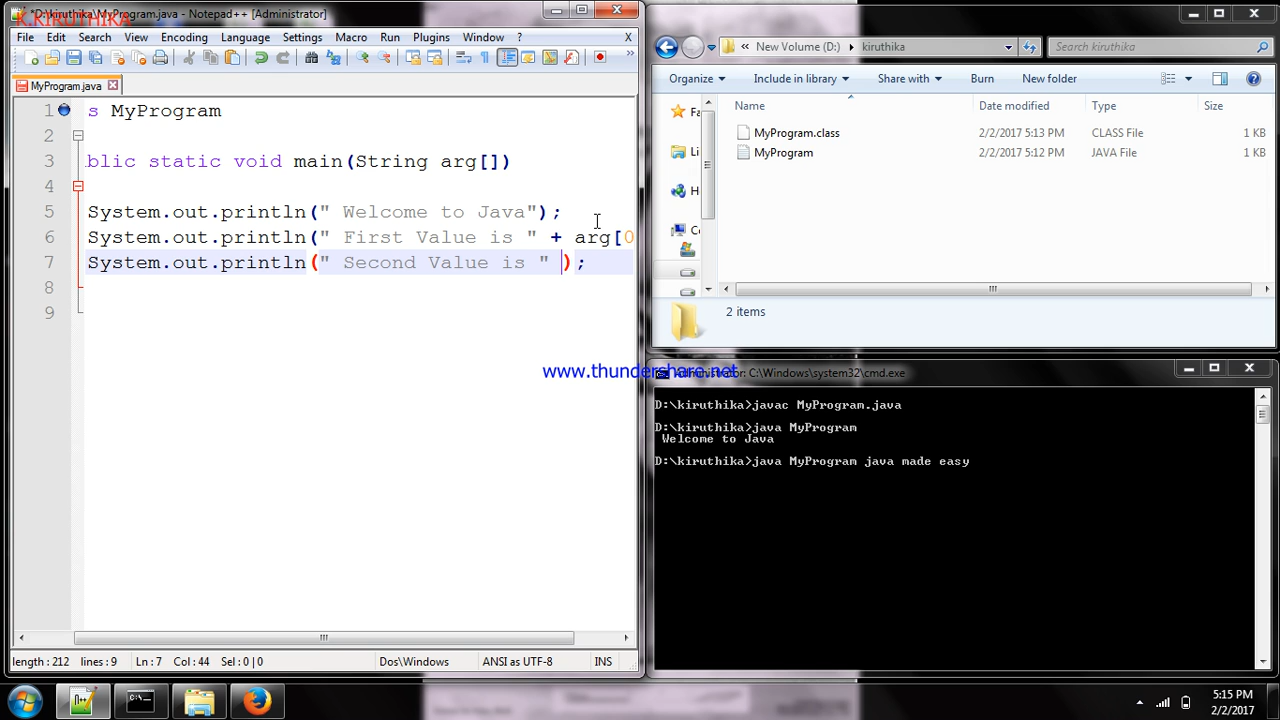 *D:\kiruthika\MyProgram.java - Notepad++ [Administrator]
K.KIRUTHIKA
File Edit Search View Encoding Language Settings Macro Run Plugins Window ? X
MyProgram.java
1 s MyProgram
2
3 blic static void main(String arg[])
4
5 System.out.println(" Welcome to Java");
6 System.out.println(" First Value is " + arg[0
7 System.out.println(" Second Value is " );
8
9
length : 212 lines : 9 Ln : 7 Col : 44 Sel : 0 | 0 Dos\Windows ANSI as UTF-8 INS
« New Volume (D:) kiruthika
Search kiruthika
Organize Include in library Share with Burn New folder
Name Date modified Type Size
MyProgram.class 2/2/2017 5:13 PM CLASS File 1 KB
MyProgram 2/2/2017 5:12 PM JAVA File 1 KB
Fa
Li
H
Cc
2 items
www.thundershare.net
Administrator: C:\Windows\system32\cmd.exe
D:\kiruthika>javac MyProgram.java
D:\kiruthika>java MyProgram
Welcome to Java
D:\kiruthika>java MyProgram java made easy
5:15 PM
2/2/2017